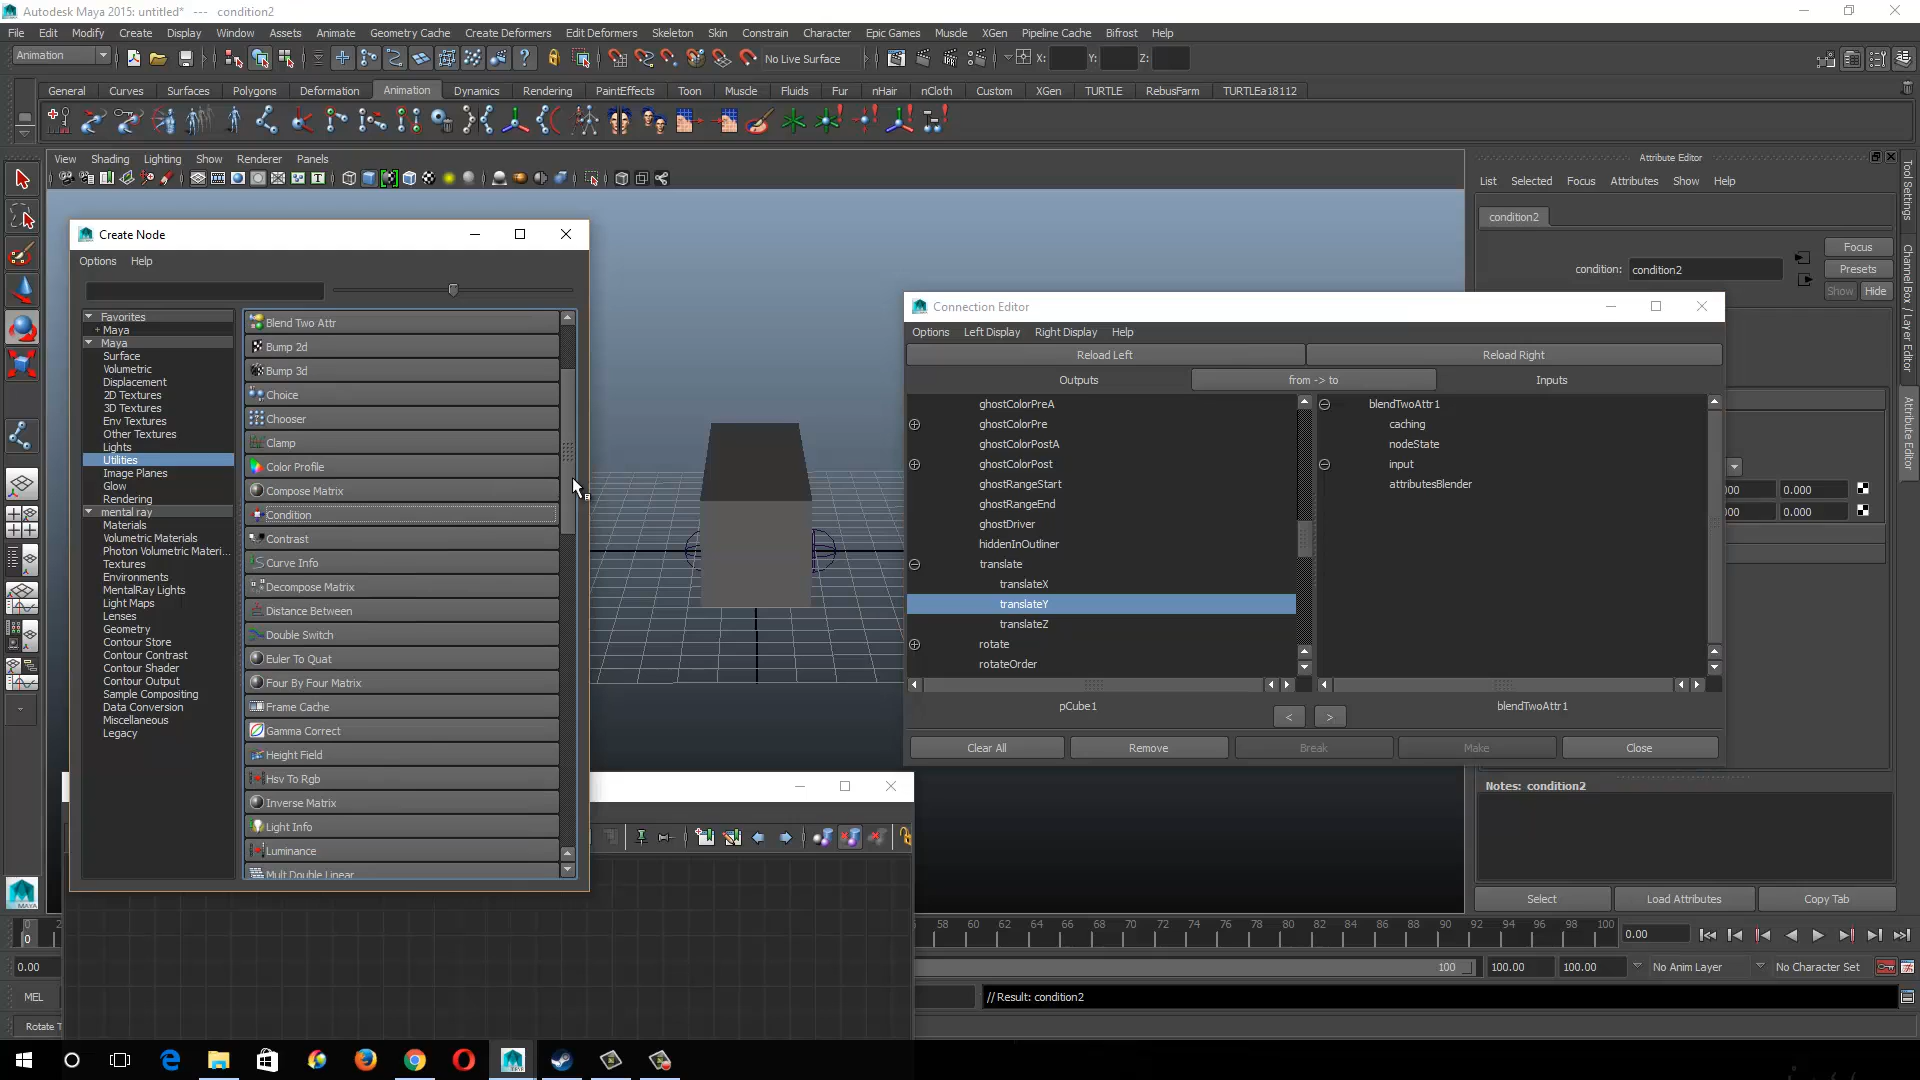 Autodesk Maya 2015: untitled*   ---   condition2
File Edit Modify Create Display Window Assets Animate Geometry Cache Create Deformers Edit Deformers Skeleton Skin Constrain Character Epic Games Muscle XGen Pipeline Cache Bifrost Help
Animation No Live Surface X: Y: Z:
General Curves Surfaces Polygons Deformation Animation Dynamics Rendering PaintEffects Toon Muscle Fluids Fur nHair nCloth Custom XGen TURTLE RebusFarm TURTLEa18112
View Shading Lighting Show Renderer Panels
Attribute Editor
List Selected Focus Attributes Show Help
condition2
Focus
condition: condition2
Presets
Show Hide
0.000
0.000
Notes: condition2
Select Load Attributes Copy Tab
Tool Settings
Channel Box / Layer Editor
Attribute Editor
Create Node
Options Help
Favorites
+ Maya
Maya
Surface
Volumetric
Displacement
2D Textures
3D Textures
Env Textures
Other Textures
Lights
Utilities
Image Planes
Glow
Rendering
mental ray
Materials
Volumetric Materials
Photon Volumetric Materi...
Textures
Environments
MentalRay Lights
Light Maps
Lenses
Geometry
Contour Store
Contour Contrast
Contour Shader
Contour Output
Sample Compositing
Data Conversion
Miscellaneous
Legacy
Blend Two Attr
Bump 2d
Bump 3d
Choice
Chooser
Clamp
Color Profile
Compose Matrix
Condition
Contrast
Curve Info
Decompose Matrix
Distance Between
Double Switch
Euler To Quat
Four By Four Matrix
Frame Cache
Gamma Correct
Height Field
Hsv To Rgb
Inverse Matrix
Light Info
Luminance
Mult Double Linear
Connection Editor
Options Left Display Right Display Help
Reload Left Reload Right
Outputs from -> to Inputs
ghostColorPreA
ghostColorPre
ghostColorPostA
ghostColorPost
ghostRangeStart
ghostRangeEnd
ghostDriver
hiddenInOutliner
translate
translateX
translateY
translateZ
rotate
rotateOrder
blendTwoAttr1
caching
nodeState
input
attributesBlender
pCube1 < > blendTwoAttr1
Clear All Remove Break Make Close
0 58 60 62 64 66 68 70 72 74 76 78 80 82 84 86 88 90 92 94 96 98 100
0 0.00
0.00 100 100.00 100.00 No Anim Layer No Character Set
MEL // Result: condition2
Rotate T
MAYA